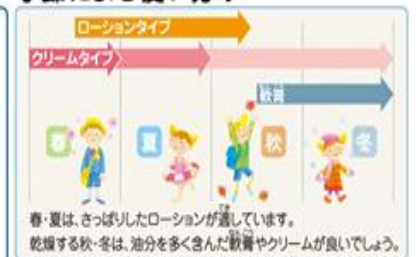 ローションタイプ
クリームタイプ
軟膏
春
夏
秋
冬
春・夏は、さっぱりしたローションが適しています。
乾燥する秋・冬は、油分を多く含んだ軟膏やクリームが良いでしょう。